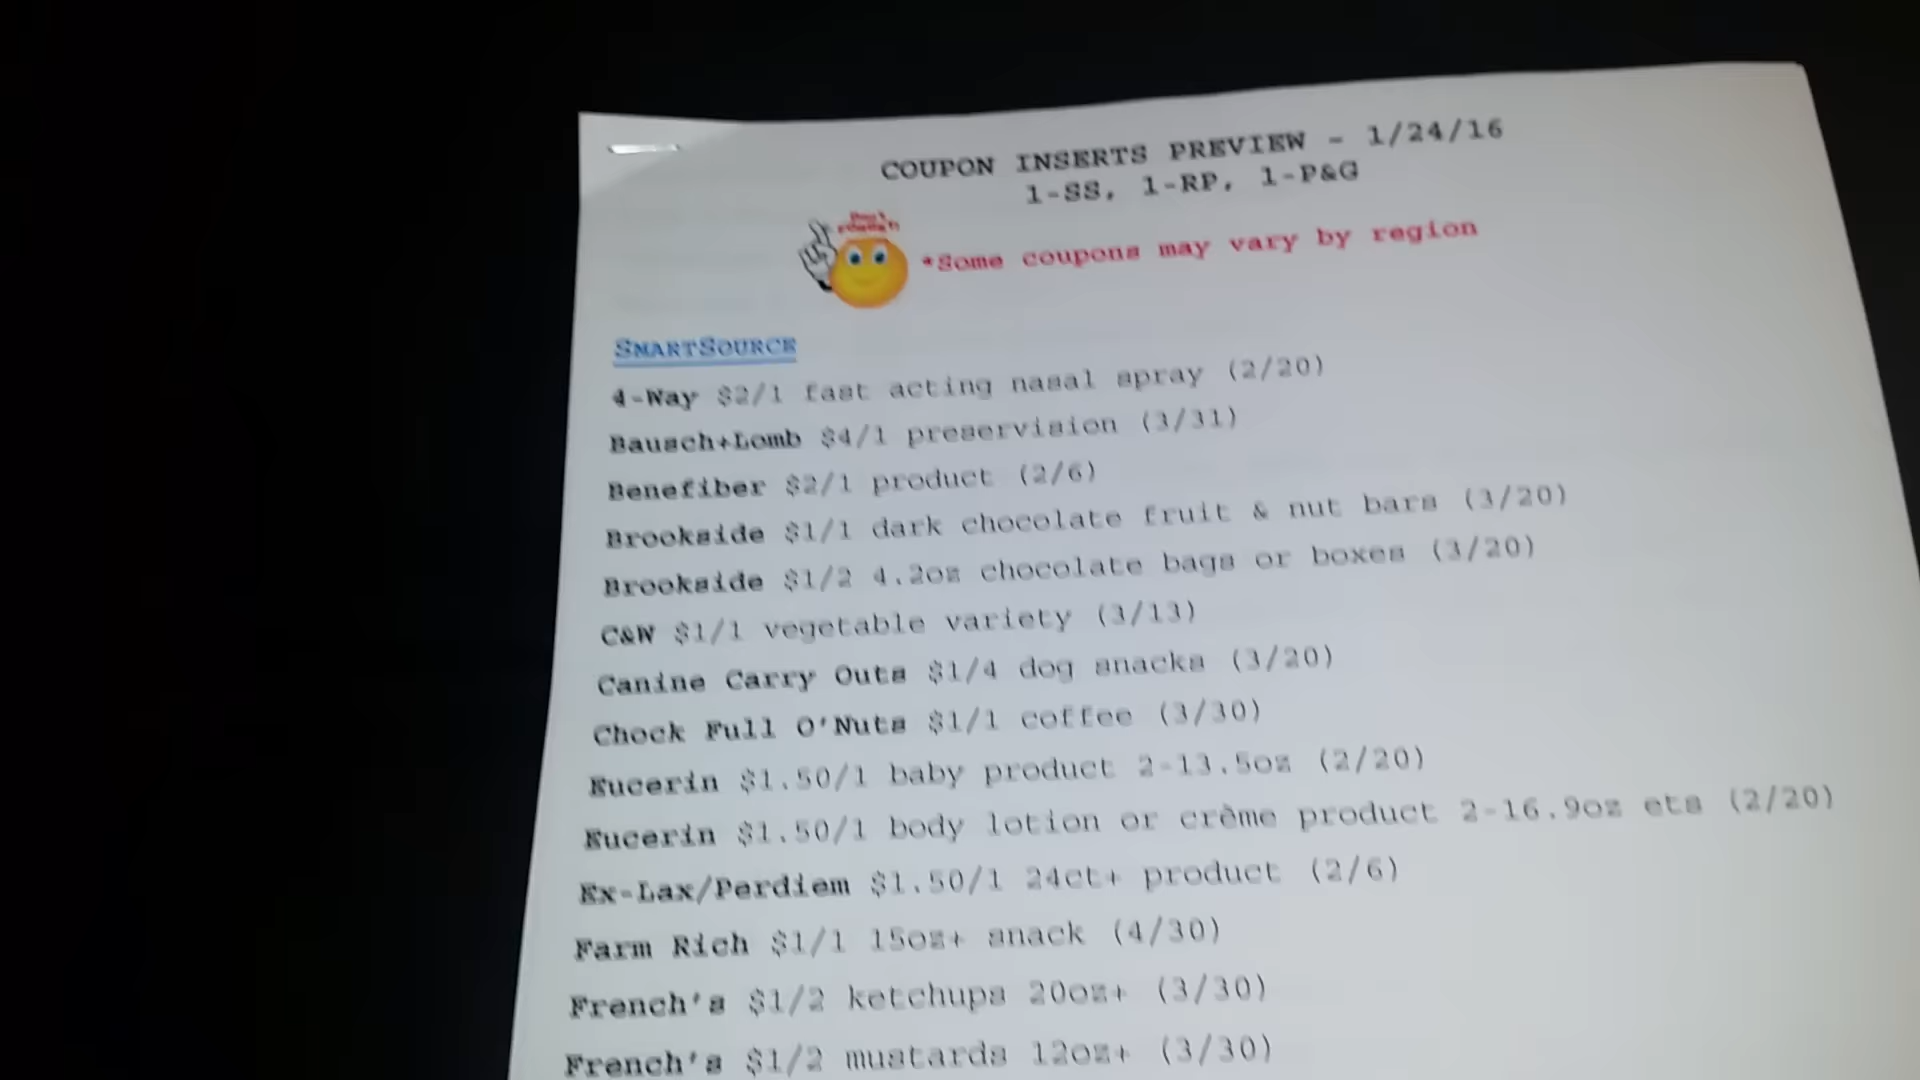 COUPON INSERTS PREVIEW - 1/24/16
1-SS, 1-RP, 1-P&G
*Some coupons may vary by region
SMARTSOURCE
4-Way $2/1 fast acting nasal spray (2/20)
Bausch+Lomb $4/1 preservision (3/31)
Benefiber $2/1 product (2/6)
Brookside $1/1 dark chocolate fruit & nut bars (3/20)
Brookside $1/2 4.2oz chocolate bags or boxes (3/20)
C&W $1/1 vegetable variety (3/13)
Canine Carry Outs $1/4 dog snacks (3/20)
Chock Full O'Nuts $1/1 coffee (3/30)
Eucerin $1.50/1 baby product 2-13.5oz (2/20)
Eucerin $1.50/1 body lotion or crème product 2-16.9oz ets (2/20)
Ex-Lax/Perdiem $1.50/1 24ct+ product (2/6)
Farm Rich $1/1 15oz+ snack (4/30)
French's $1/2 ketchups 20oz+ (3/30)
French's $1/2 mustards 12oz+ (3/30)